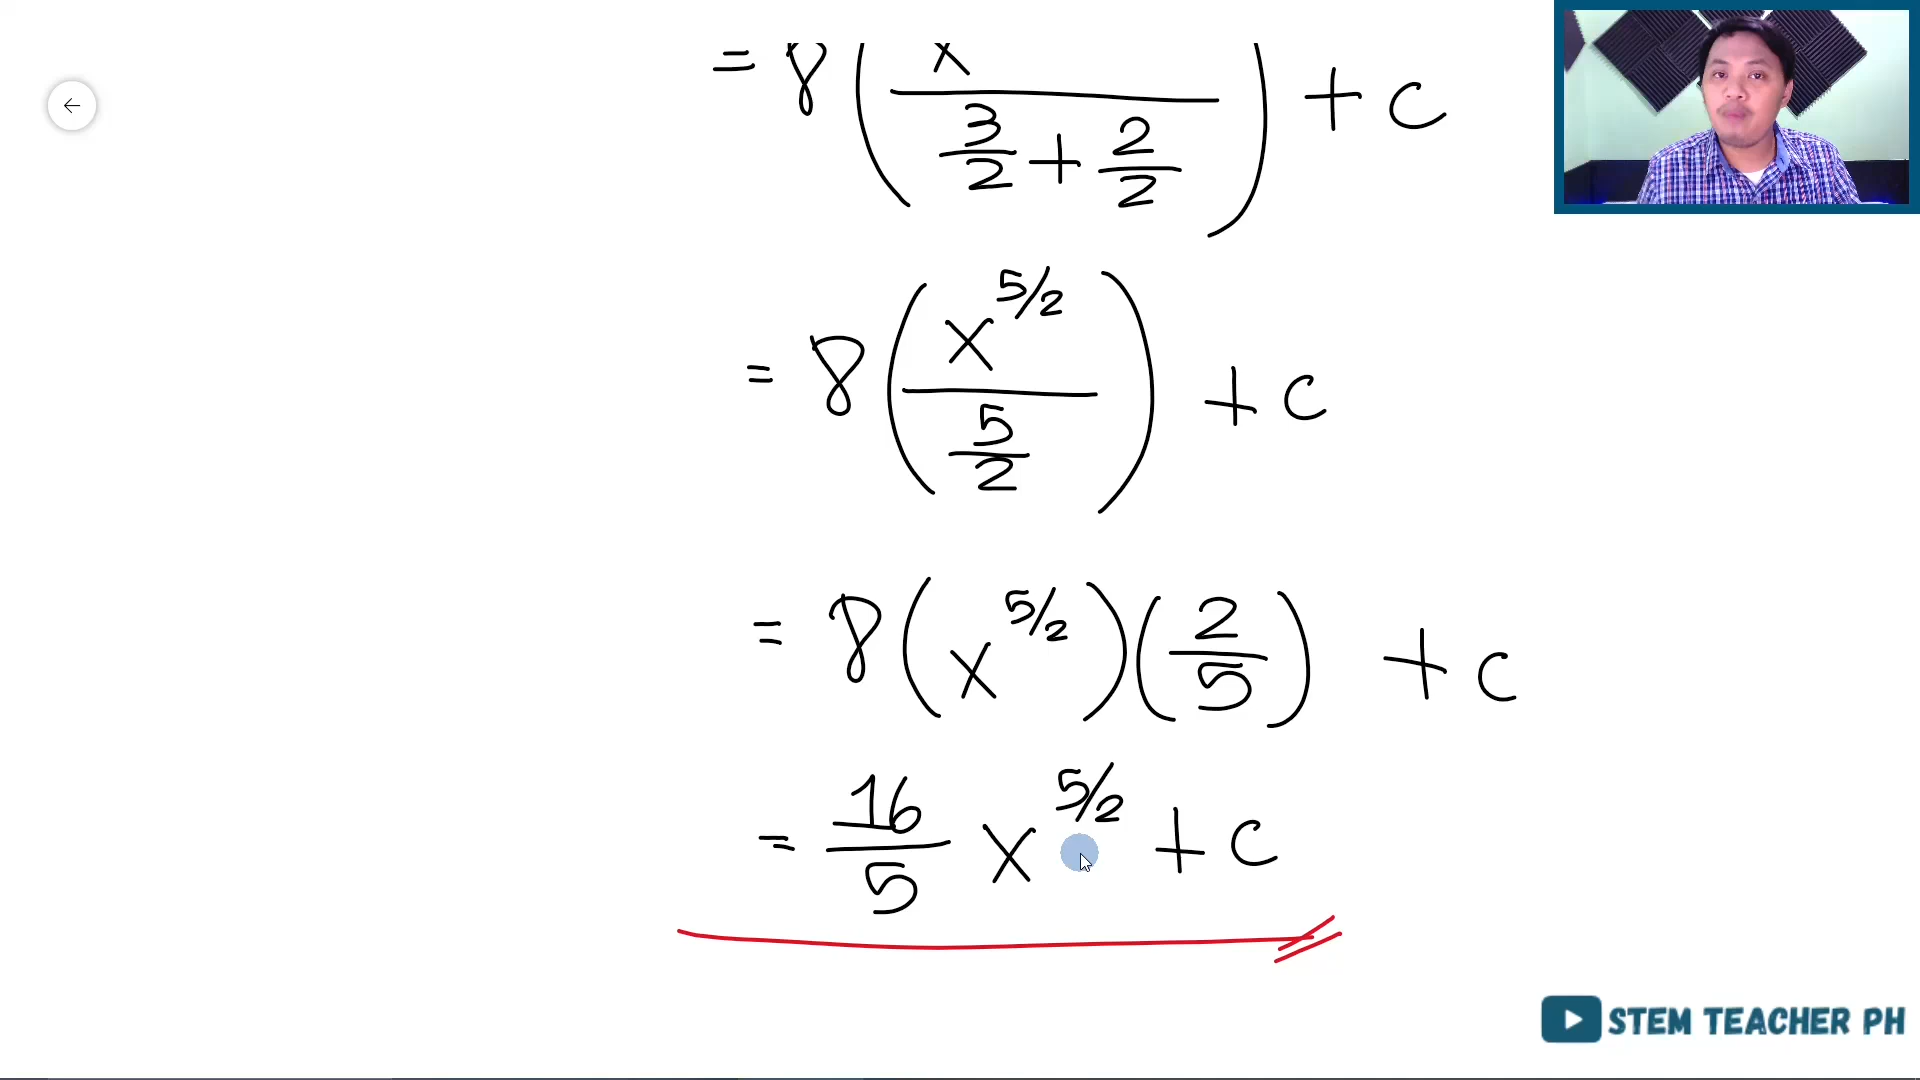 = 8(x / (3/2 + 2/2)) + c
= 8(x^(5/2) / (5/2)) + c
= 8(x^(5/2))(2/5) + c
= 16/5 x^(5/2) + c
STEM TEACHER PH